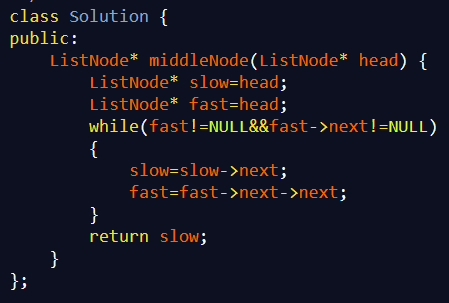 class Solution {
public:
    ListNode* middleNode(ListNode* head) {
        ListNode* slow=head;
        ListNode* fast=head;
        while(fast!=NULL&&fast->next!=NULL)
        {
            slow=slow->next;
            fast=fast->next->next;
        }
        return slow;
    }
};